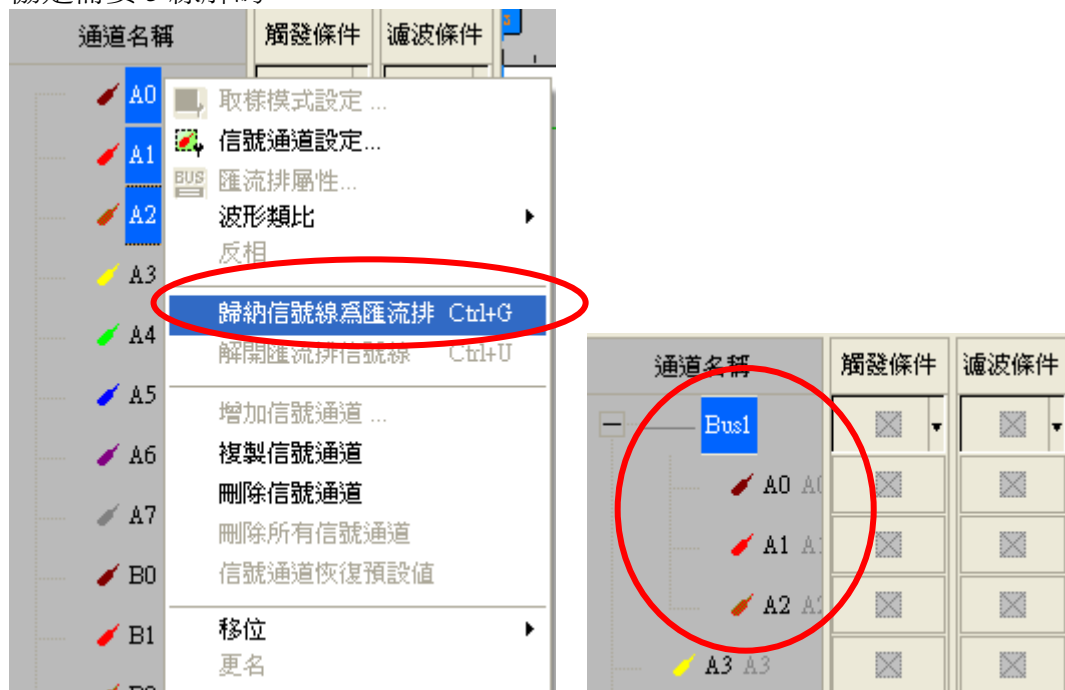 通道名稱 觸發條件 濾波條件
A0
A1
A2
A3
A4
A5
A6
A7
B0
B1
取樣模式設定 ...
信號通道設定...
BUS 匯流排屬性...
波形類比
反相
歸納信號線爲匯流排 Ctrl+G
解開匯流排信號線 Ctrl+U
增加信號通道 ...
複製信號通道
刪除信號通道
刪除所有信號通道
信號通道恢復預設值
移位
更名
通道名稱 觸發條件 濾波條件
Bus1
A0
A1
A2
A3 A3